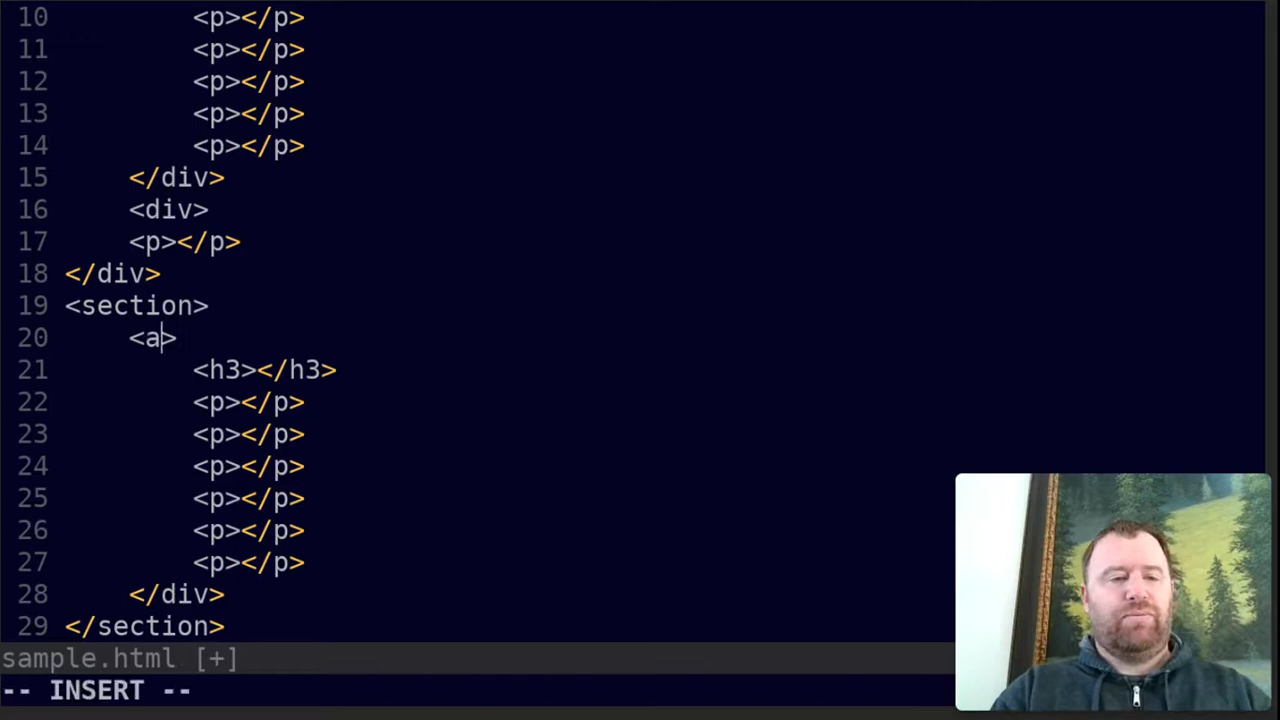 10 <p></p>
11 <p></p>
12 <p></p>
13 <p></p>
14 <p></p>
15 </div>
16 <div>
17 <p></p>
18 </div>
19 <section>
20 <a>
21 <h3></h3>
22 <p></p>
23 <p></p>
24 <p></p>
25 <p></p>
26 <p></p>
27 <p></p>
28 </div>
29 </section>
sample.html [+]
-- INSERT --